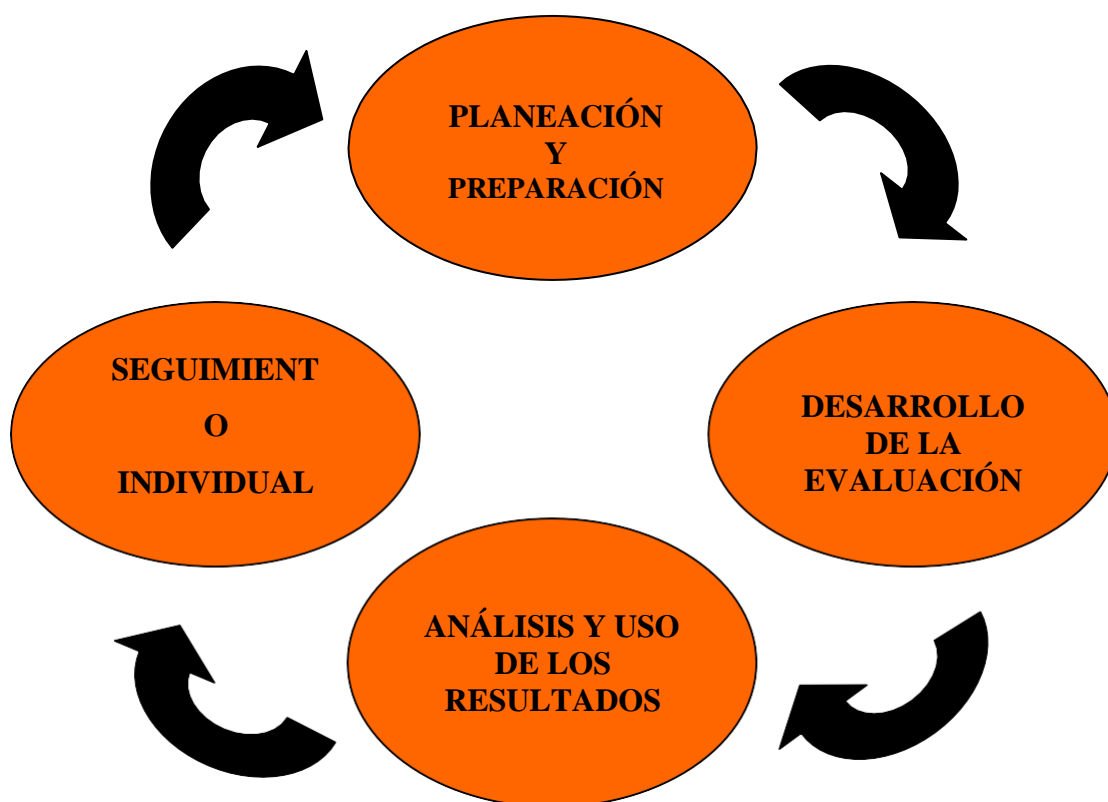 PLANEACIÓN
Y
PREPARACIÓN
DESARROLLO
DE LA
EVALUACIÓN
ANÁLISIS Y USO
DE LOS
RESULTADOS
SEGUIMIENT
O
INDIVIDUAL